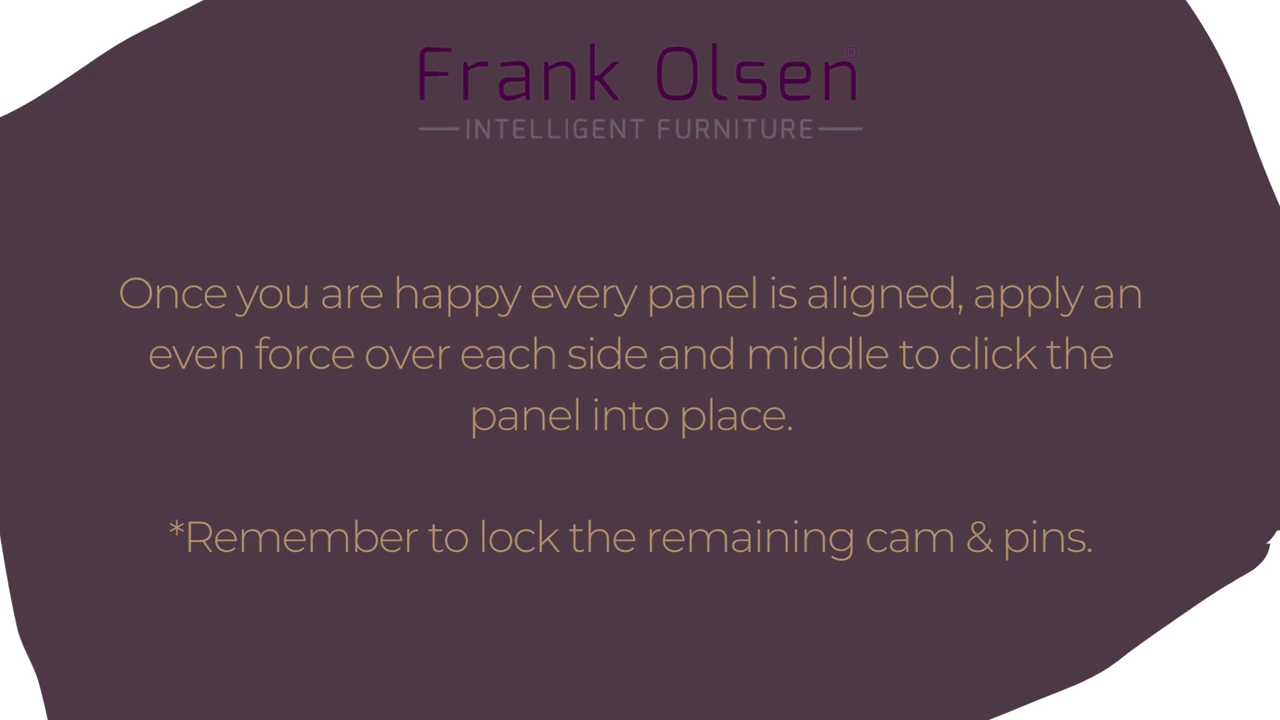 Frank Olsen®
INTELLIGENT FURNITURE
Once you are happy every panel is aligned, apply an
even force over each side and middle to click the
panel into place.
*Remember to lock the remaining cam & pins.